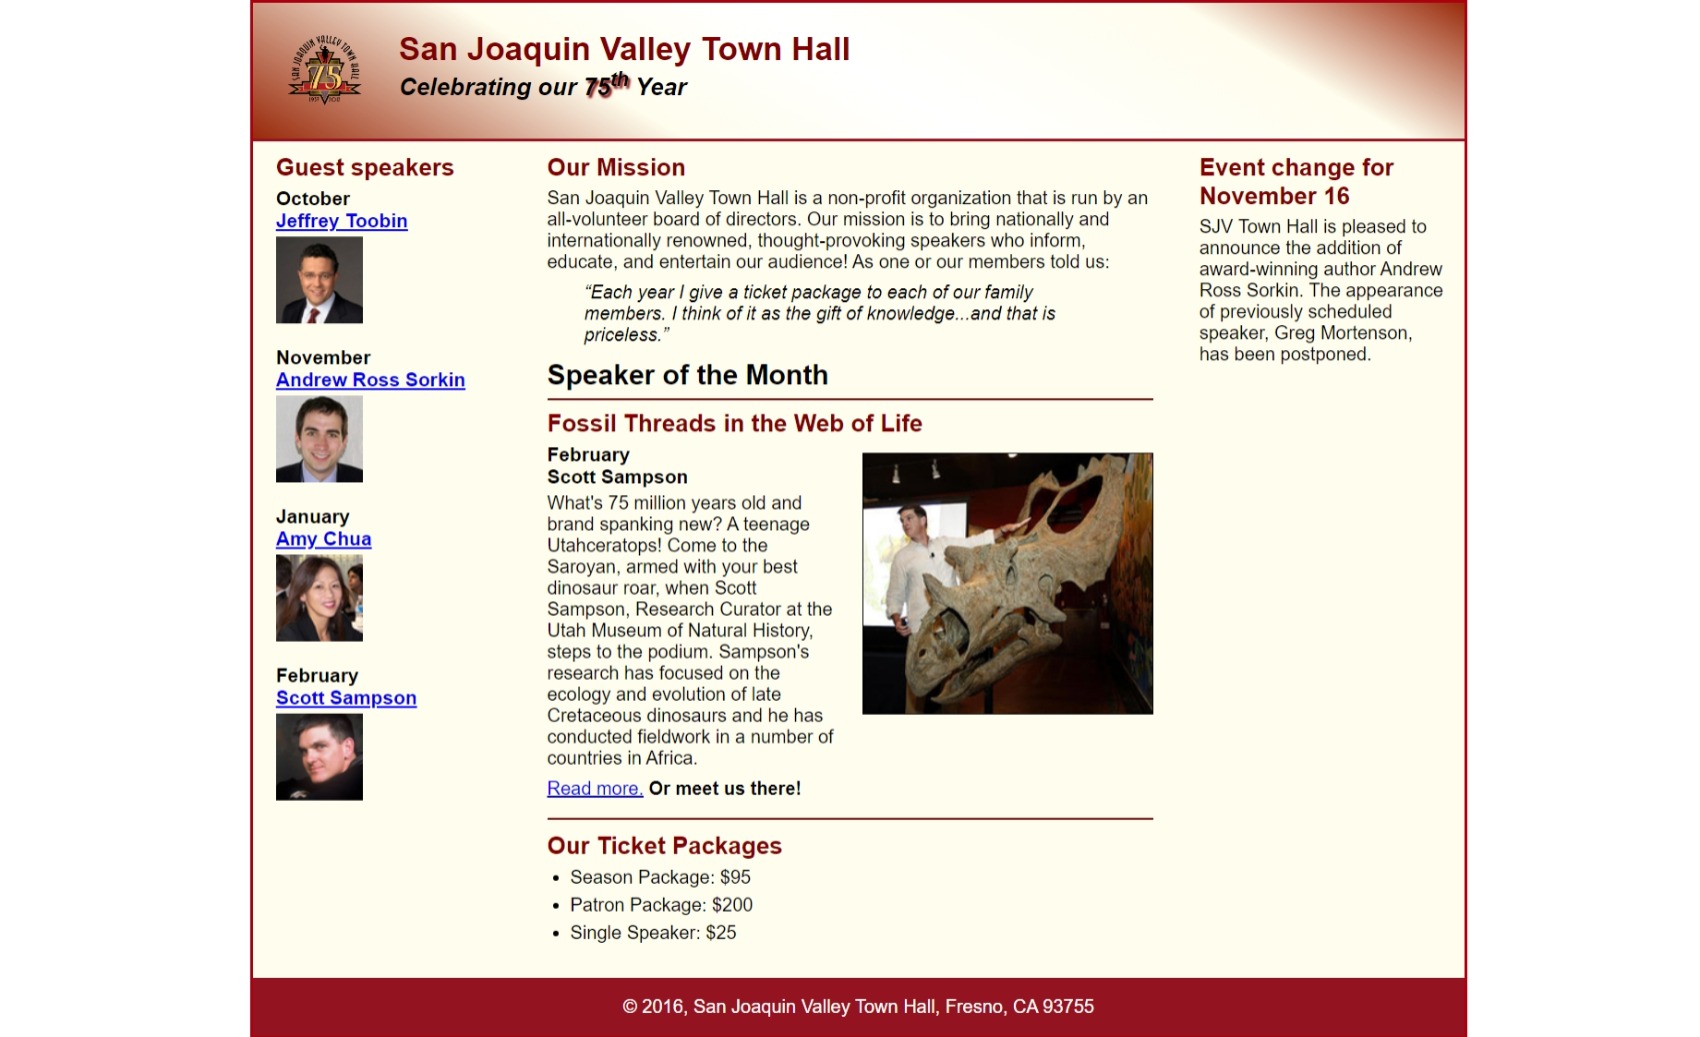 SAN JOAQUIN VALLEY TOWN HALL
75
San Joaquin Valley Town Hall
Celebrating our 75th Year
Guest speakers
October
Jeffrey Toobin
November
Andrew Ross Sorkin
January
Amy Chua
February
Scott Sampson
Our Mission
San Joaquin Valley Town Hall is a non-profit organization that is run by an
all-volunteer board of directors. Our mission is to bring nationally and
internationally renowned, thought-provoking speakers who inform,
educate, and entertain our audience! As one or our members told us:
“Each year I give a ticket package to each of our family
members. I think of it as the gift of knowledge...and that is
priceless.”
Speaker of the Month
Fossil Threads in the Web of Life
February
Scott Sampson
What's 75 million years old and
brand spanking new? A teenage
Utahceratops! Come to the
Saroyan, armed with your best
dinosaur roar, when Scott
Sampson, Research Curator at the
Utah Museum of Natural History,
steps to the podium. Sampson's
research has focused on the
ecology and evolution of late
Cretaceous dinosaurs and he has
conducted fieldwork in a number of
countries in Africa.
Read more. Or meet us there!
Our Ticket Packages
• Season Package: $95
• Patron Package: $200
• Single Speaker: $25
Event change for
November 16
SJV Town Hall is pleased to
announce the addition of
award-winning author Andrew
Ross Sorkin. The appearance
of previously scheduled
speaker, Greg Mortenson,
has been postponed.
© 2016, San Joaquin Valley Town Hall, Fresno, CA 93755